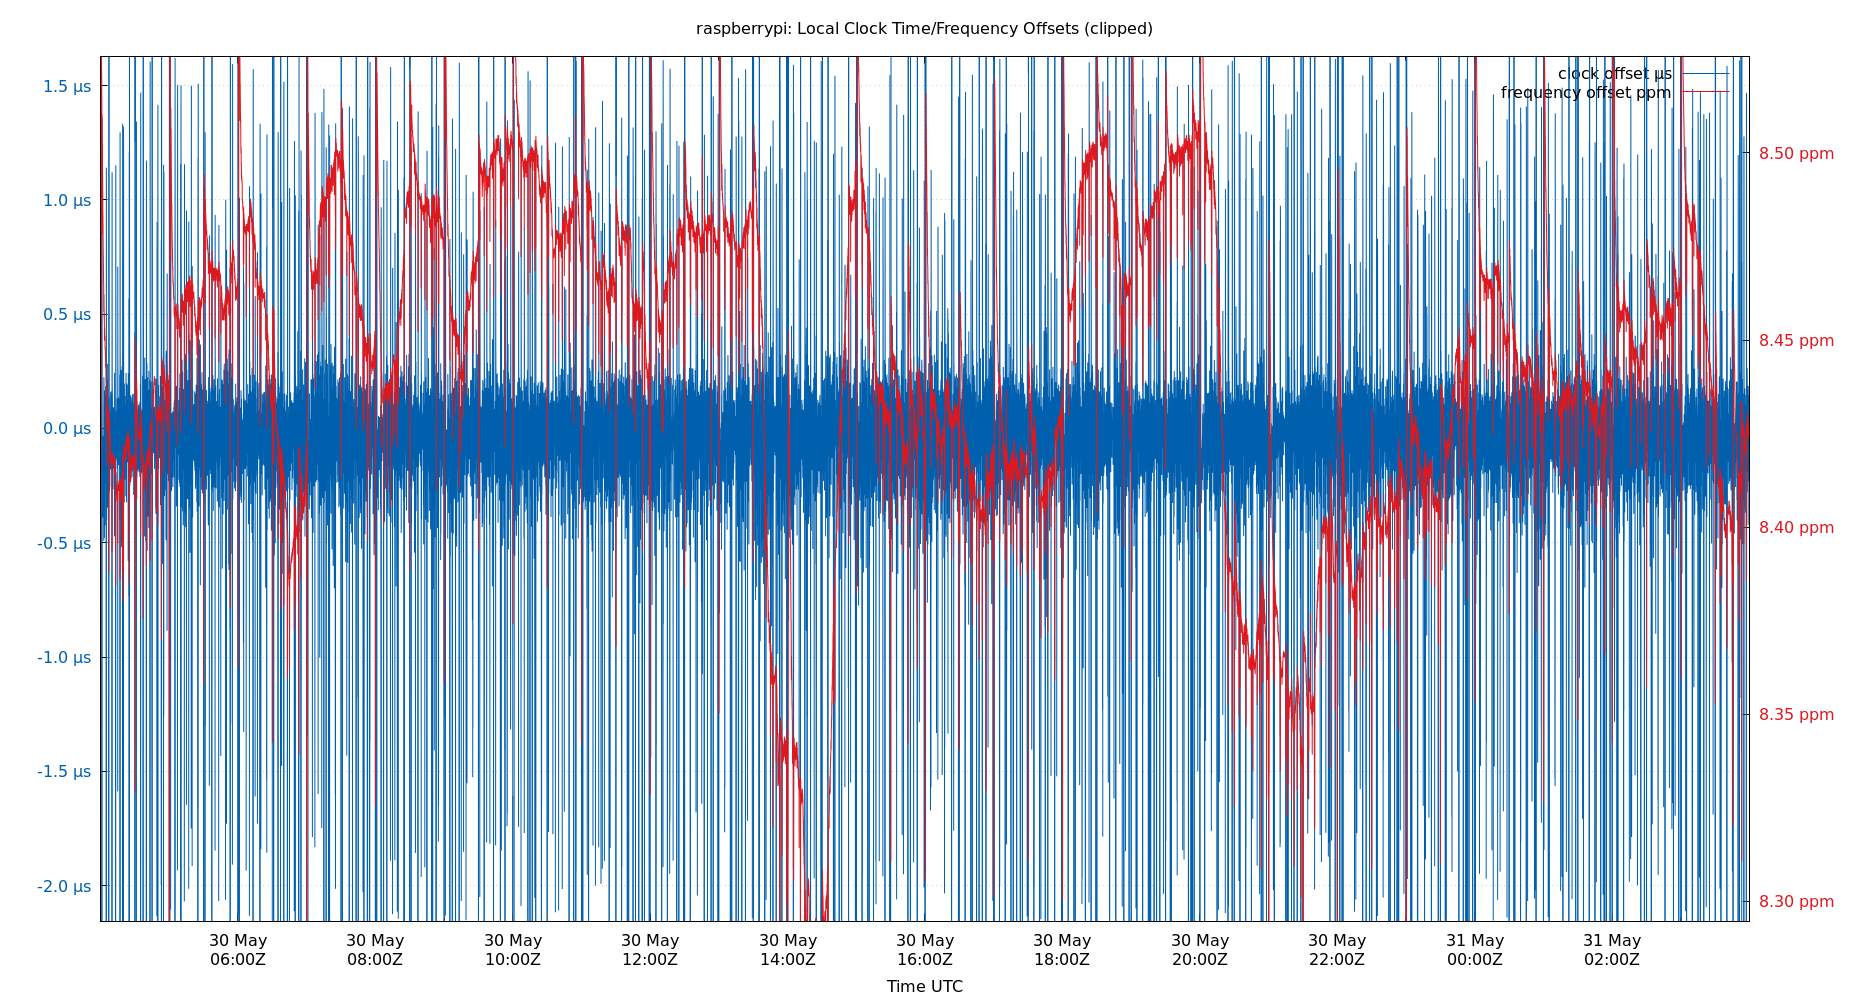 raspberrypi: Local Clock Time/Frequency Offsets (clipped)
clock offset µs
frequency offset ppm
1.5 µs
1.0 µs
0.5 µs
0.0 µs
-0.5 µs
-1.0 µs
-1.5 µs
-2.0 µs
8.50 ppm
8.45 ppm
8.40 ppm
8.35 ppm
8.30 ppm
30 May 30 May 30 May 30 May 30 May 30 May 30 May 30 May 30 May 31 May 31 May
06:00Z 08:00Z 10:00Z 12:00Z 14:00Z 16:00Z 18:00Z 20:00Z 22:00Z 00:00Z 02:00Z
Time UTC